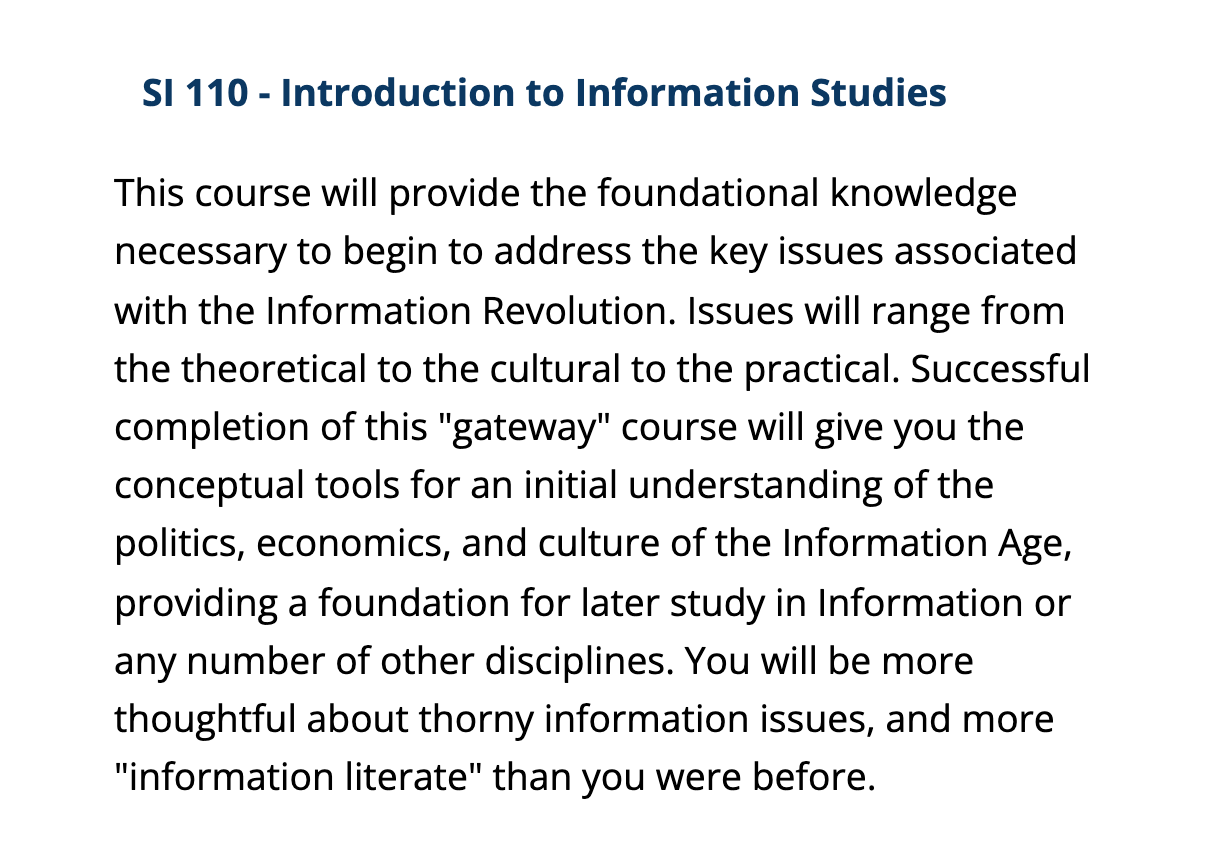 SI 110 - Introduction to Information Studies
This course will provide the foundational knowledge
necessary to begin to address the key issues associated
with the Information Revolution. Issues will range from
the theoretical to the cultural to the practical. Successful
completion of this "gateway" course will give you the
conceptual tools for an initial understanding of the
politics, economics, and culture of the Information Age,
providing a foundation for later study in Information or
any number of other disciplines. You will be more
thoughtful about thorny information issues, and more
"information literate" than you were before.